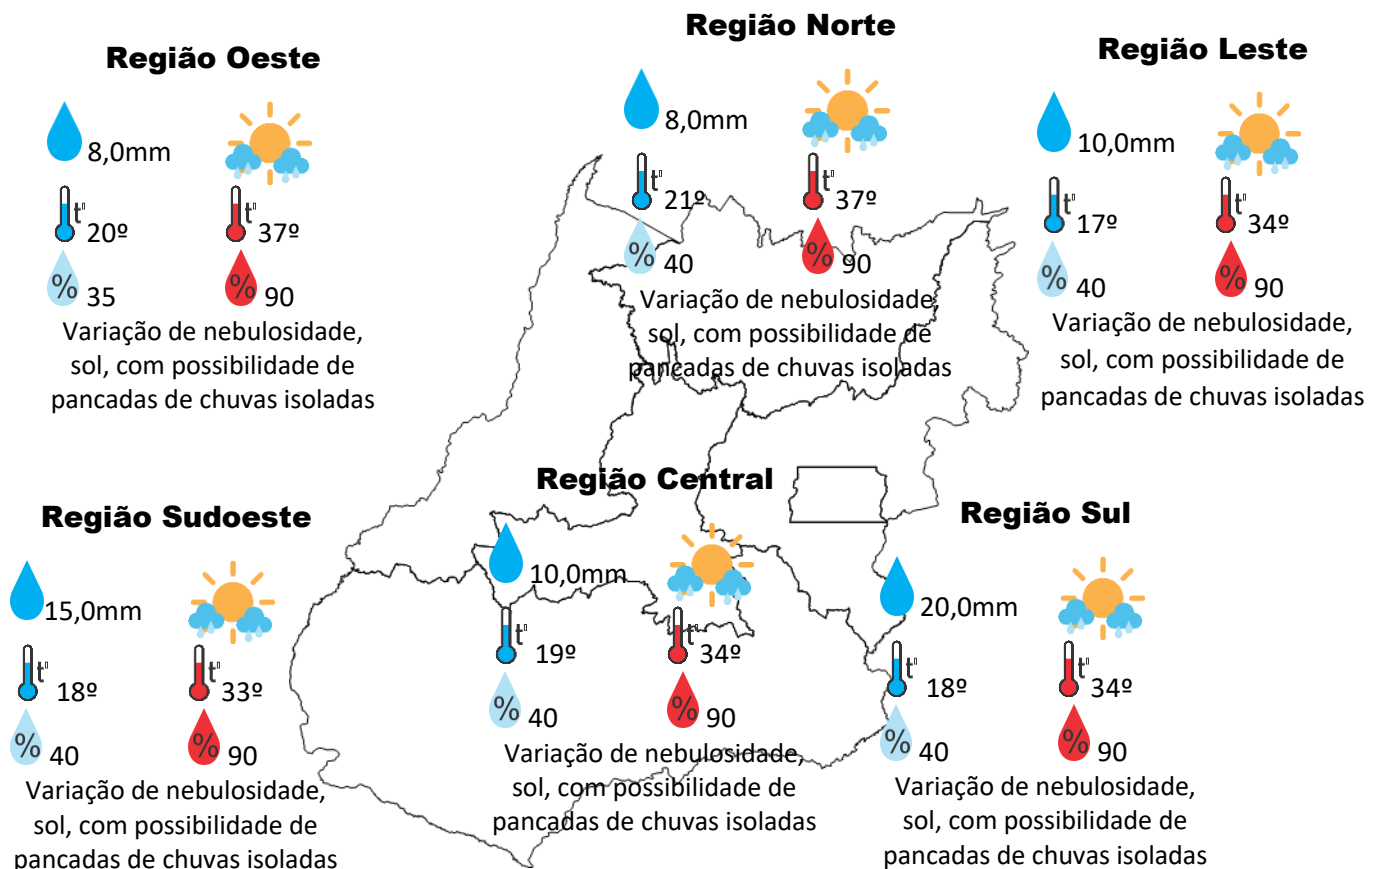 Região Oeste
8,0mm
t°
20º
t°
37º
%
35
%
90
Variação de nebulosidade,
sol, com possibilidade de
pancadas de chuvas isoladas
Região Norte
8,0mm
t°
21º
t°
37º
%
40
%
90
Variação de nebulosidade,
sol, com possibilidade de
pancadas de chuvas isoladas
Região Leste
10,0mm
t°
17º
t°
34º
%
40
%
90
Variação de nebulosidade,
sol, com possibilidade de
pancadas de chuvas isoladas
Região Sudoeste
15,0mm
t°
18º
t°
33º
%
40
%
90
Variação de nebulosidade,
sol, com possibilidade de
pancadas de chuvas isoladas
Região Central
10,0mm
t°
19º
t°
34º
%
40
%
90
Variação de nebulosidade,
sol, com possibilidade de
pancadas de chuvas isoladas
Região Sul
20,0mm
t°
18º
t°
34º
%
40
%
90
Variação de nebulosidade,
sol, com possibilidade de
pancadas de chuvas isoladas